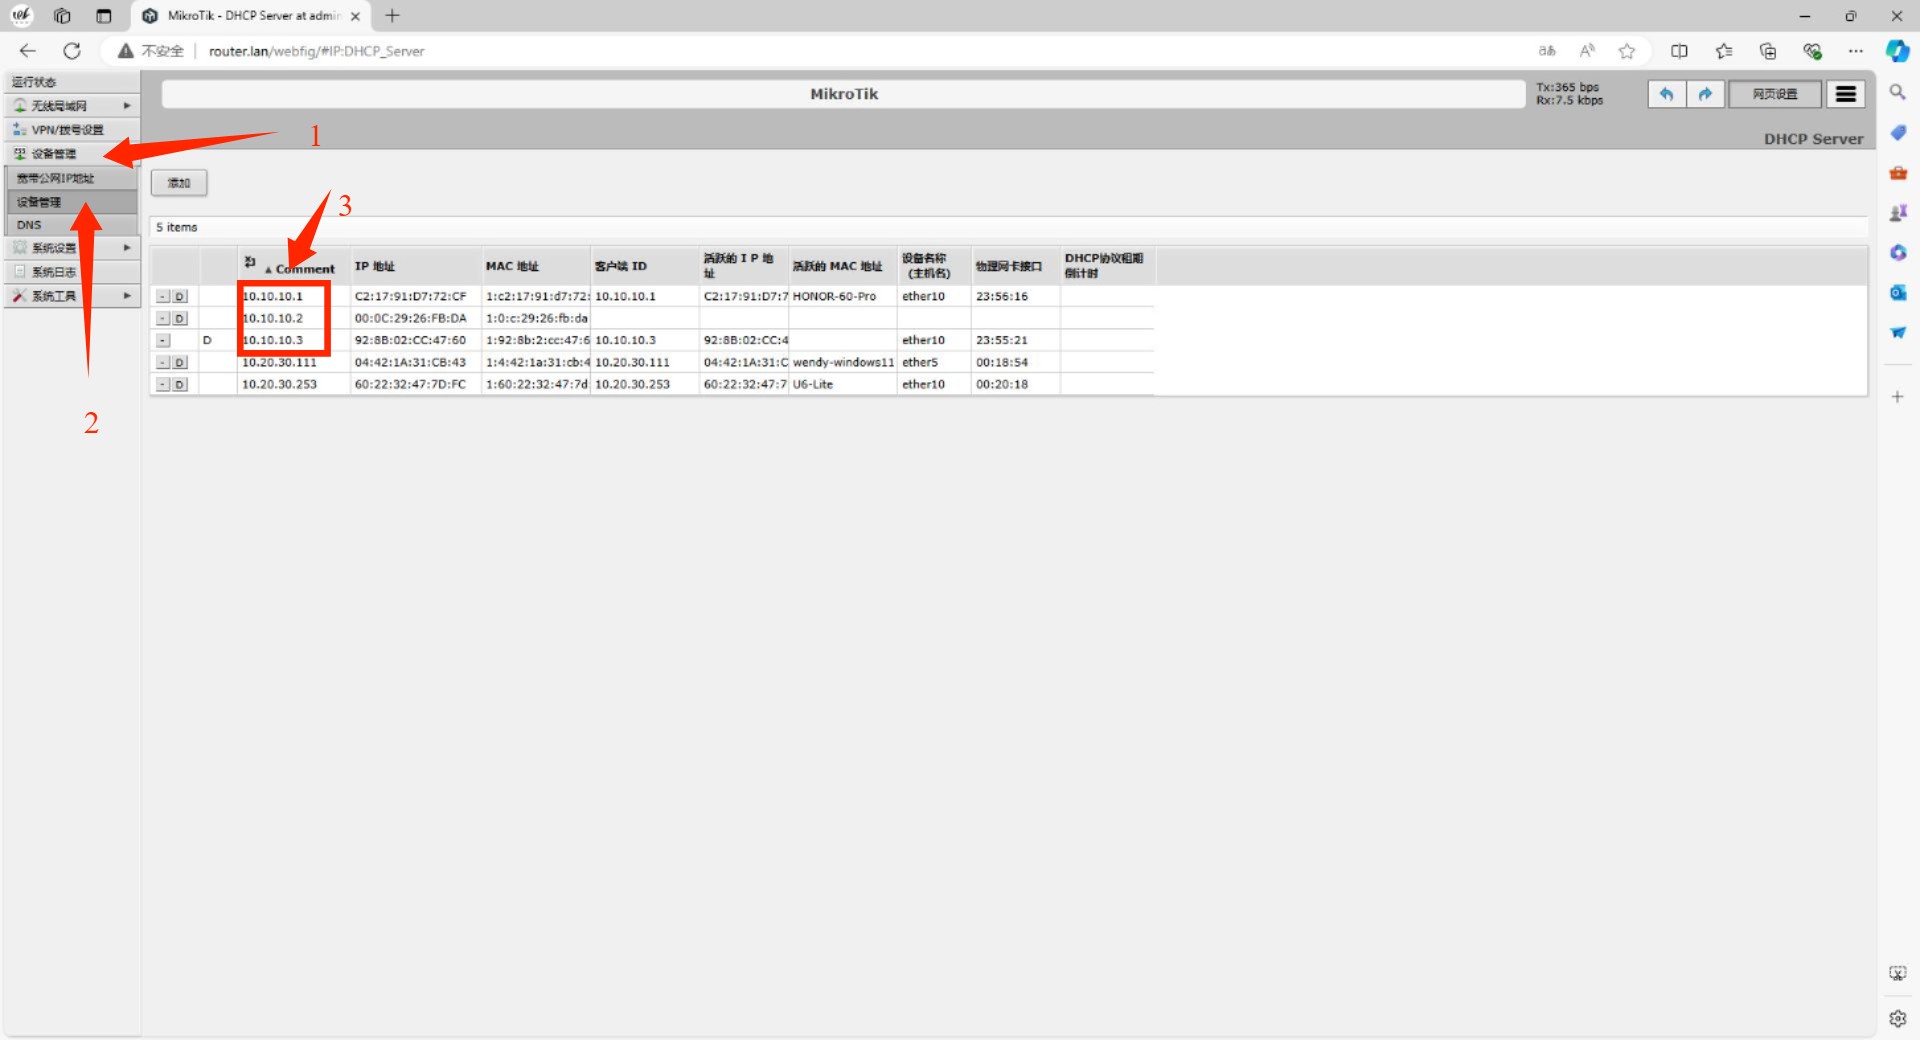 MikroTik - DHCP Server at admin
不安全 router.lan/webfig/#IP:DHCP_Server
运行状态
无线局域网
VPN/拨号设置
设备管理
宽带公网IP地址
设备管理
DNS
系统设置
系统日志
系统工具
MikroTik
Tx:365 bps
Rx:7.5 kbps
网页设置
DHCP Server
1
2
3
添加
5 items
Comment IP 地址 MAC 地址 客户端 ID 活跃的 I P 地址 活跃的 MAC 地址 设备名称(主机名) 物理网卡接口 DHCP协议租期倒计时
- D 10.10.10.1 C2:17:91:D7:72:CF 1:c2:17:91:d7:72: 10.10.10.1 C2:17:91:D7:7 HONOR-60-Pro ether10 23:56:16
- D 10.10.10.2 00:0C:29:26:FB:DA 1:0:c:29:26:fb:da
- D 10.10.10.3 92:8B:02:CC:47:60 1:92:8b:2:cc:47:6 10.10.10.3 92:8B:02:CC:4 ether10 23:55:21
- D 10.20.30.111 04:42:1A:31:CB:43 1:4:42:1a:31:cb:4 10.20.30.111 04:42:1A:31:C wendy-windows11 ether5 00:18:54
- D 10.20.30.253 60:22:32:47:7D:FC 1:60:22:32:47:7d 10.20.30.253 60:22:32:47:7 U6-Lite ether10 00:20:18